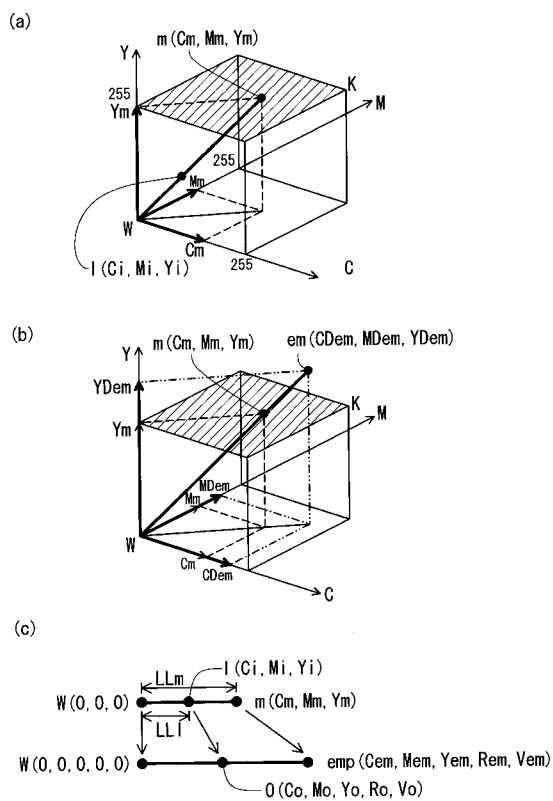 (a)
Y
m (Cm, Mm, Ym)
255
Ym
K
M
255
Mm
W
Cm
255
C
I (Ci, Mi, Yi)
(b)
m (Cm, Mm, Ym)
em (CDem, MDem, YDem)
Y
YDem
K
Ym
M
MDem
Mm
W
Cm
CDem
C
(c)
I (Ci, Mi, Yi)
LLm
W (0, 0, 0)
m (Cm, Mm, Ym)
LLI
W (0, 0, 0, 0, 0)
emp (Cem, Mem, Yem, Rem, Vem)
O (Co, Mo, Yo, Ro, Vo)